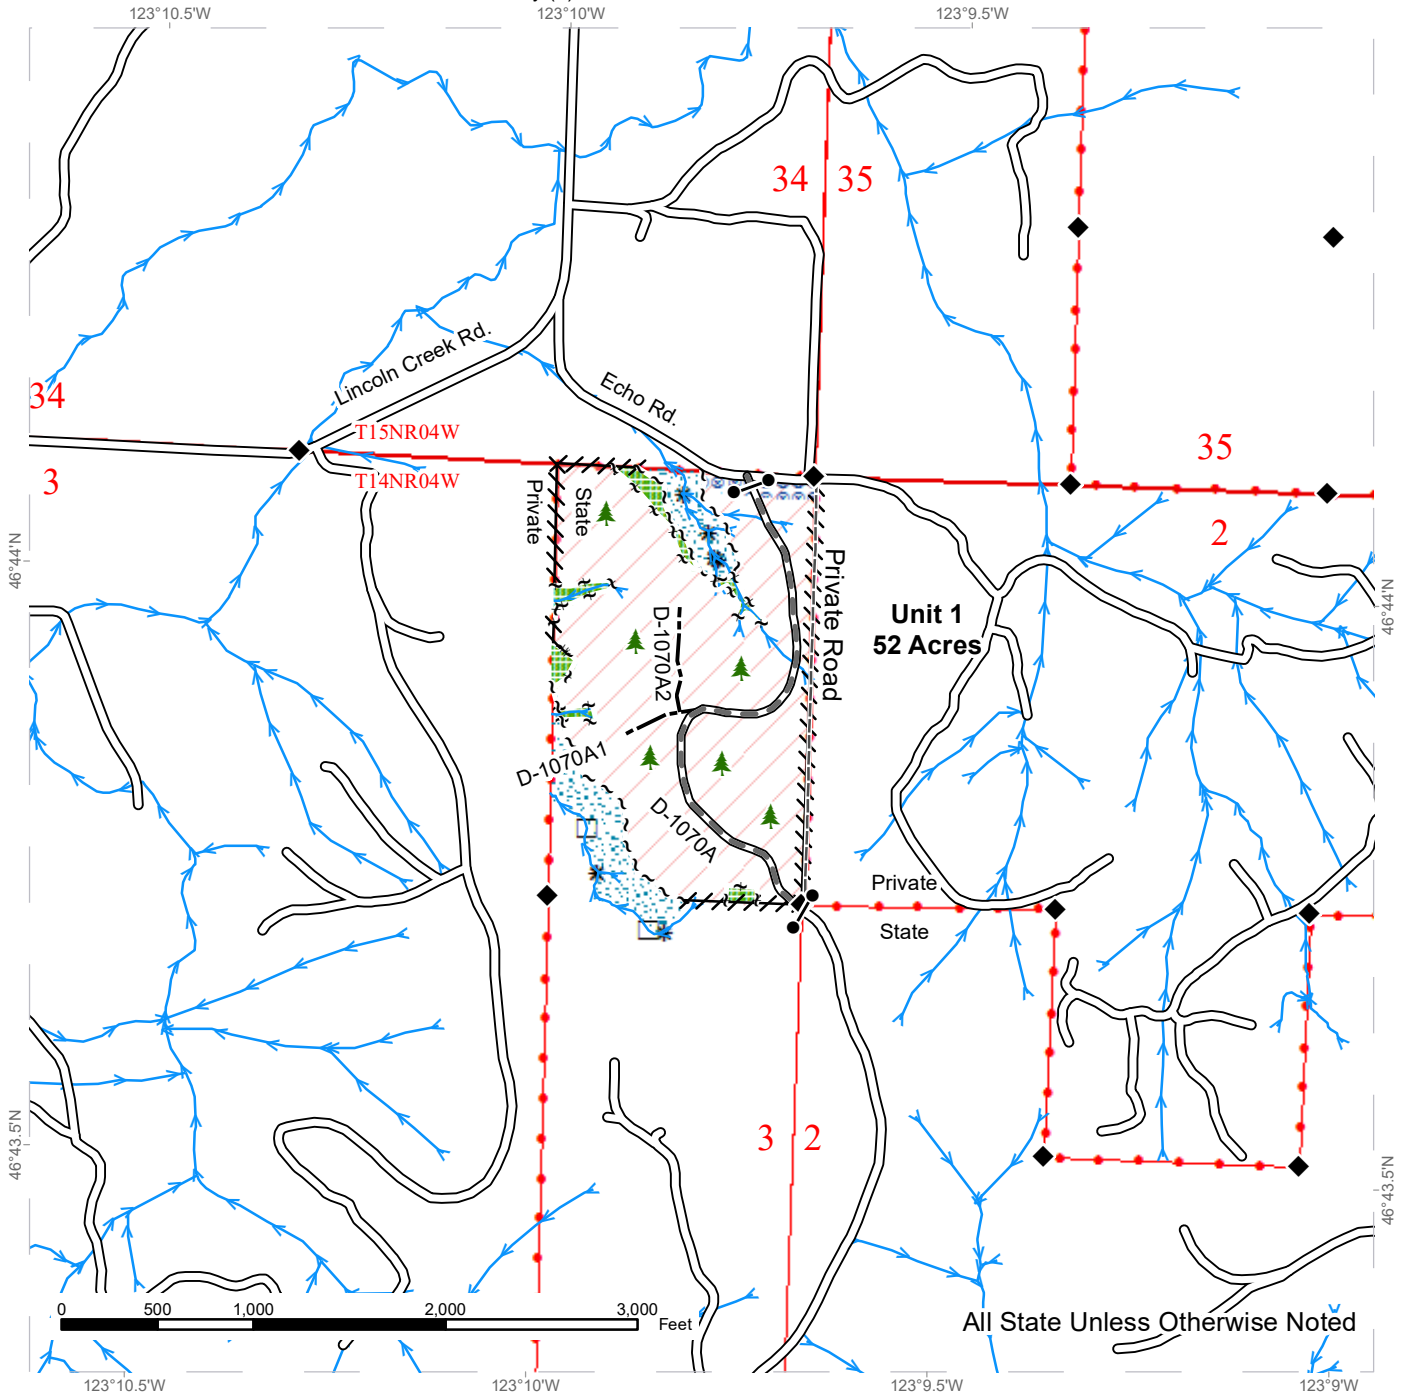 123°10.5'W
123°10'W
123°9.5'W
34 35
Lincoln Creek Rd.
Echo Rd.
34
T15NR04W
35
3
T14NR04W
Private
State
2
46°44'N
46°44'N
Private Road
Unit 1
52 Acres
D-1070A2
D-1070A1
D-1070A
Private
State
3 2
46°43.5'N
46°43.5'N
0 500 1,000 2,000 3,000
Feet
All State Unless Otherwise Noted
123°10.5'W
123°10'W
123°9.5'W
123°9'W